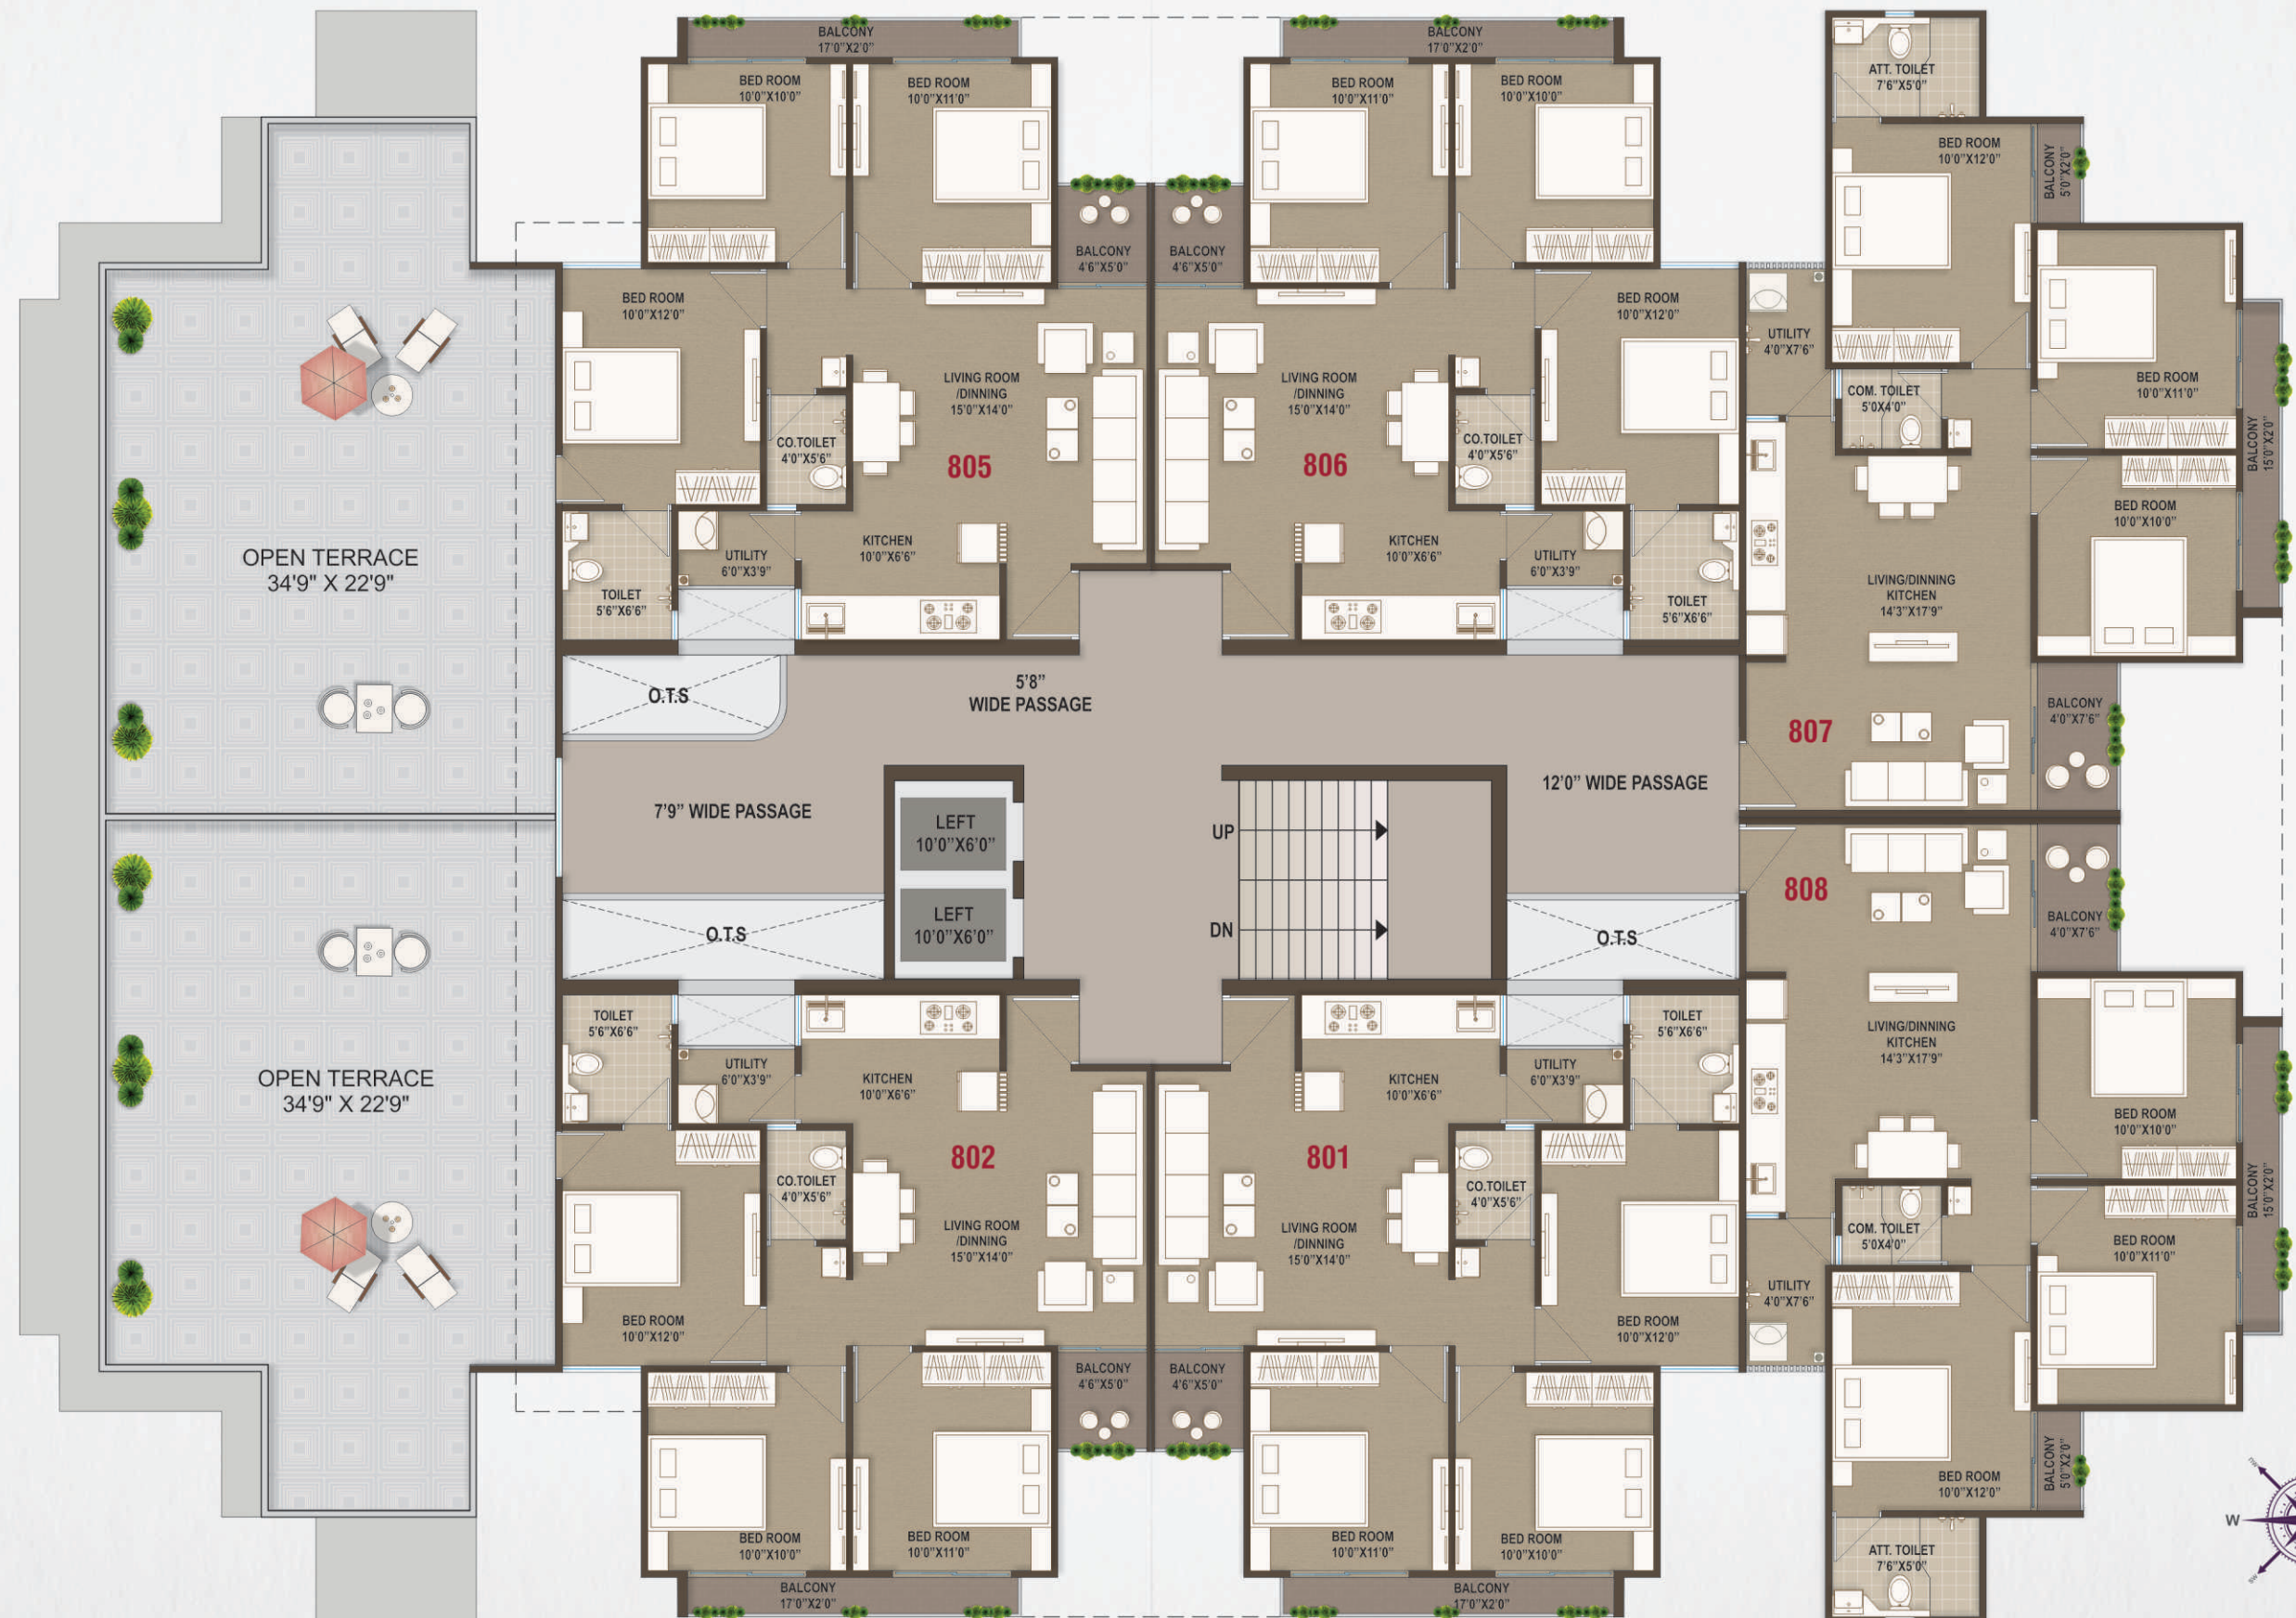 BALCONY
17'0"X2'0"
BED ROOM
10'0"X10'0"
BED ROOM
10'0"X11'0"
BALCONY
4'6"X5'0"
BED ROOM
10'0"X12'0"
LIVING ROOM
/DINNING
15'0"X14'0"
CO.TOILET
4'0"X5'6"
805
KITCHEN
10'0"X6'6"
UTILITY
6'0"X3'9"
TOILET
5'6"X6'6"
BALCONY
17'0"X2'0"
BED ROOM
10'0"X11'0"
BED ROOM
10'0"X10'0"
BALCONY
4'6"X5'0"
LIVING ROOM
/DINNING
15'0"X14'0"
BED ROOM
10'0"X12'0"
CO.TOILET
4'0"X5'6"
806
KITCHEN
10'0"X6'6"
UTILITY
6'0"X3'9"
TOILET
5'6"X6'6"
ATT. TOILET
7'6"X5'0"
BED ROOM
10'0"X12'0"
BALCONY
5'0"X2'0"
UTILITY
4'0"X7'6"
COM. TOILET
5'0X4'0"
BED ROOM
10'0"X11'0"
BALCONY
15'0"X2'0"
BED ROOM
10'0"X10'0"
LIVING/DINNING
KITCHEN
14'3"X17'9"
807
BALCONY
4'0"X7'6"
OPEN TERRACE
34'9" X 22'9"
O.T.S
5'8"
WIDE PASSAGE
7'9" WIDE PASSAGE
12'0" WIDE PASSAGE
LEFT
10'0"X6'0"
LEFT
10'0"X6'0"
UP
DN
O.T.S
O.T.S
OPEN TERRACE
34'9" X 22'9"
TOILET
5'6"X6'6"
UTILITY
6'0"X3'9"
KITCHEN
10'0"X6'6"
802
CO.TOILET
4'0"X5'6"
LIVING ROOM
/DINNING
15'0"X14'0"
BED ROOM
10'0"X12'0"
BALCONY
4'6"X5'0"
BED ROOM
10'0"X10'0"
BED ROOM
10'0"X11'0"
BALCONY
17'0"X2'0"
KITCHEN
10'0"X6'6"
UTILITY
6'0"X3'9"
TOILET
5'6"X6'6"
801
CO.TOILET
4'0"X5'6"
LIVING ROOM
/DINNING
15'0"X14'0"
BED ROOM
10'0"X12'0"
BALCONY
4'6"X5'0"
BED ROOM
10'0"X11'0"
BED ROOM
10'0"X10'0"
BALCONY
17'0"X2'0"
808
BALCONY
4'0"X7'6"
LIVING/DINNING
KITCHEN
14'3"X17'9"
BED ROOM
10'0"X10'0"
BALCONY
15'0"X2'0"
COM. TOILET
5'0X4'0"
BED ROOM
10'0"X11'0"
UTILITY
4'0"X7'6"
BED ROOM
10'0"X12'0"
BALCONY
5'0"X2'0"
ATT. TOILET
7'6"X5'0"
NW
W
SW